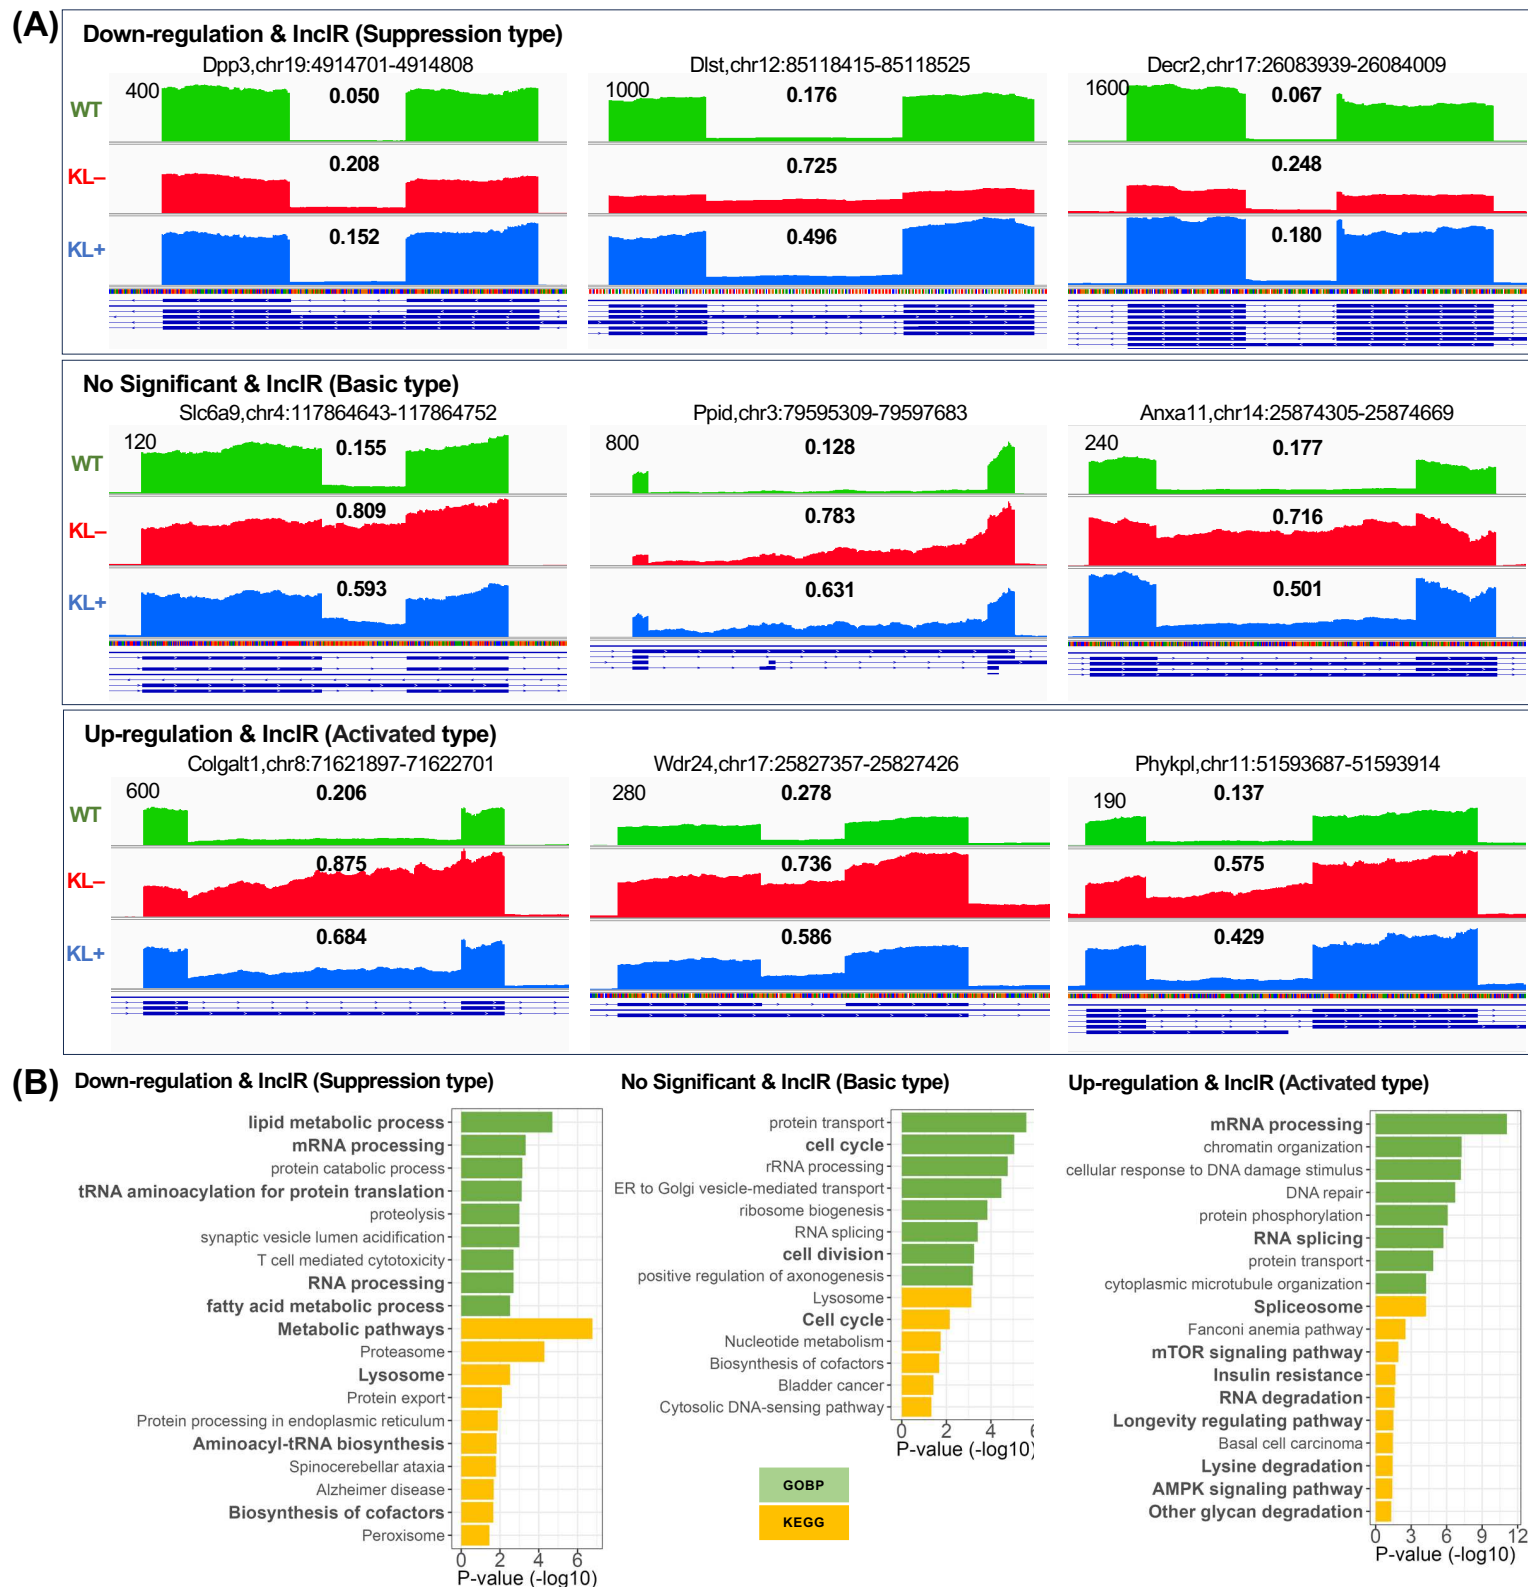 (A)
Down-regulation & IncIR (Suppression type)
Dpp3,chr19:4914701-4914808
Dlst,chr12:85118415-85118525
Decr2,chr17:26083939-26084009
WT
400
0.050
1000
0.176
1600
0.067
KL–
0.208
0.725
0.248
KL+
0.152
0.496
0.180
No Significant & IncIR (Basic type)
Slc6a9,chr4:117864643-117864752
Ppid,chr3:79595309-79597683
Anxa11,chr14:25874305-25874669
WT
120
0.155
800
0.128
240
0.177
KL–
0.809
0.783
0.716
KL+
0.593
0.631
0.501
Up-regulation & IncIR (Activated type)
Colgalt1,chr8:71621897-71622701
Wdr24,chr17:25827357-25827426
Phykpl,chr11:51593687-51593914
WT
600
0.206
280
0.278
190
0.137
KL–
0.875
0.736
0.575
KL+
0.684
0.586
0.429
(B)
Down-regulation & IncIR (Suppression type)
lipid metabolic process
mRNA processing
protein catabolic process
tRNA aminoacylation for protein translation
proteolysis
synaptic vesicle lumen acidification
T cell mediated cytotoxicity
RNA processing
fatty acid metabolic process
Metabolic pathways
Proteasome
Lysosome
Protein export
Protein processing in endoplasmic reticulum
Aminoacyl-tRNA biosynthesis
Spinocerebellar ataxia
Alzheimer disease
Biosynthesis of cofactors
Peroxisome
0 2 4 6
P-value (-log10)
No Significant & IncIR (Basic type)
protein transport
cell cycle
rRNA processing
ER to Golgi vesicle-mediated transport
ribosome biogenesis
RNA splicing
cell division
positive regulation of axonogenesis
Lysosome
Cell cycle
Nucleotide metabolism
Biosynthesis of cofactors
Bladder cancer
Cytosolic DNA-sensing pathway
0 2 4 6
P-value (-log10)
GOBP
KEGG
Up-regulation & IncIR (Activated type)
mRNA processing
chromatin organization
cellular response to DNA damage stimulus
DNA repair
protein phosphorylation
RNA splicing
protein transport
cytoplasmic microtubule organization
Spliceosome
Fanconi anemia pathway
mTOR signaling pathway
Insulin resistance
RNA degradation
Longevity regulating pathway
Basal cell carcinoma
Lysine degradation
AMPK signaling pathway
Other glycan degradation
0 3 6 9 12
P-value (-log10)